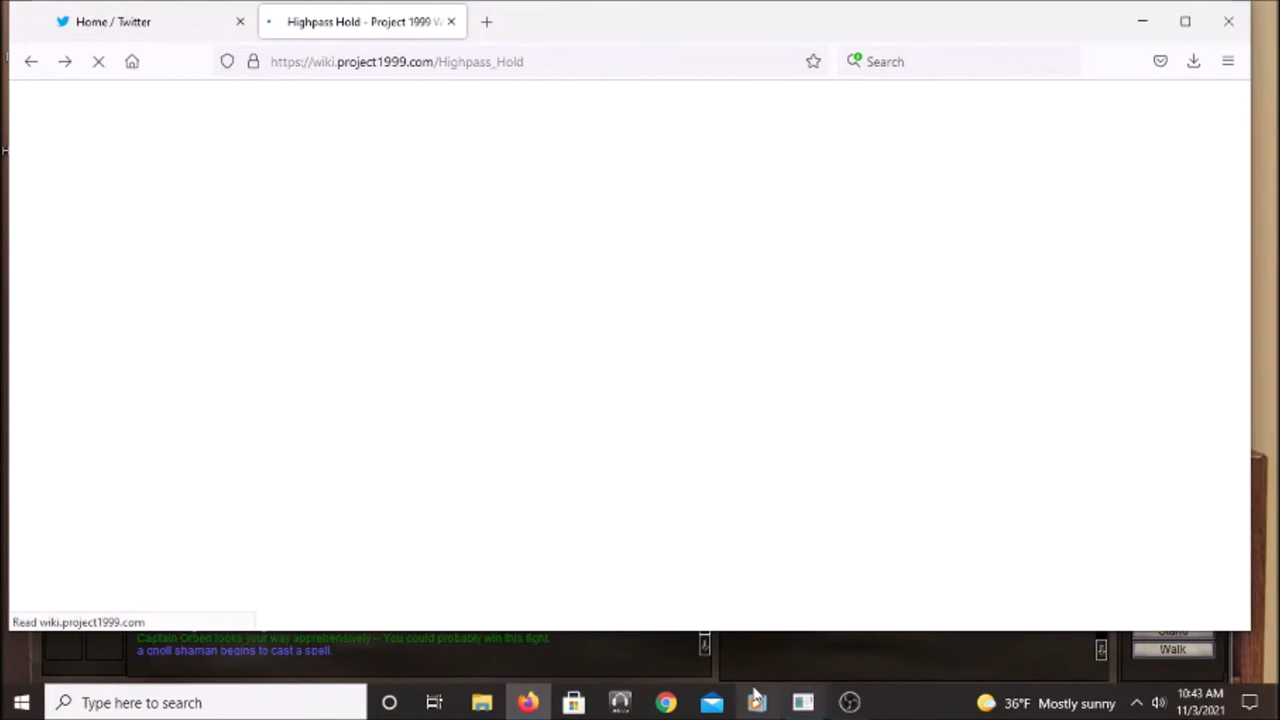 Home / Twitter
Highpass Hold - Project 1999 W
https://wiki.project1999.com/Highpass_Hold
Search
Read wiki.project1999.com
Captain Orben looks your way apprehensively -- You could probably win this fight.
a gnoll shaman begins to cast a spell.
Stand
Walk
Type here to search
36°F Mostly sunny
10:43 AM
11/3/2021